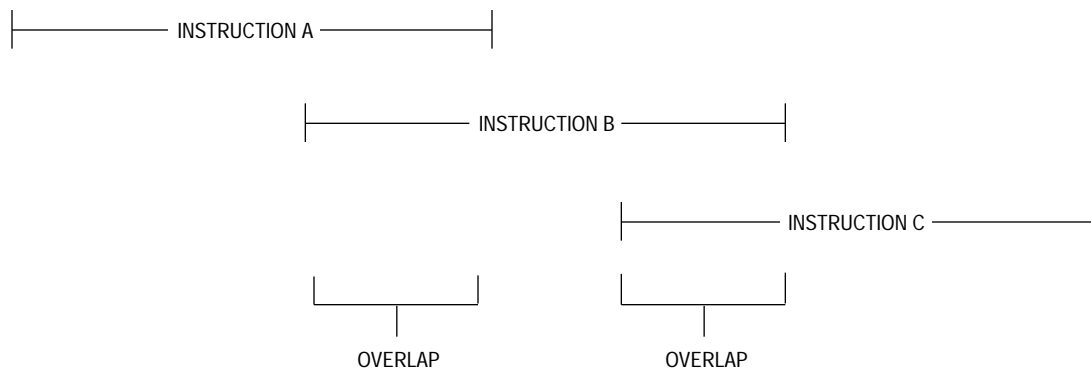 INSTRUCTION A
INSTRUCTION B
INSTRUCTION C
OVERLAP
OVERLAP